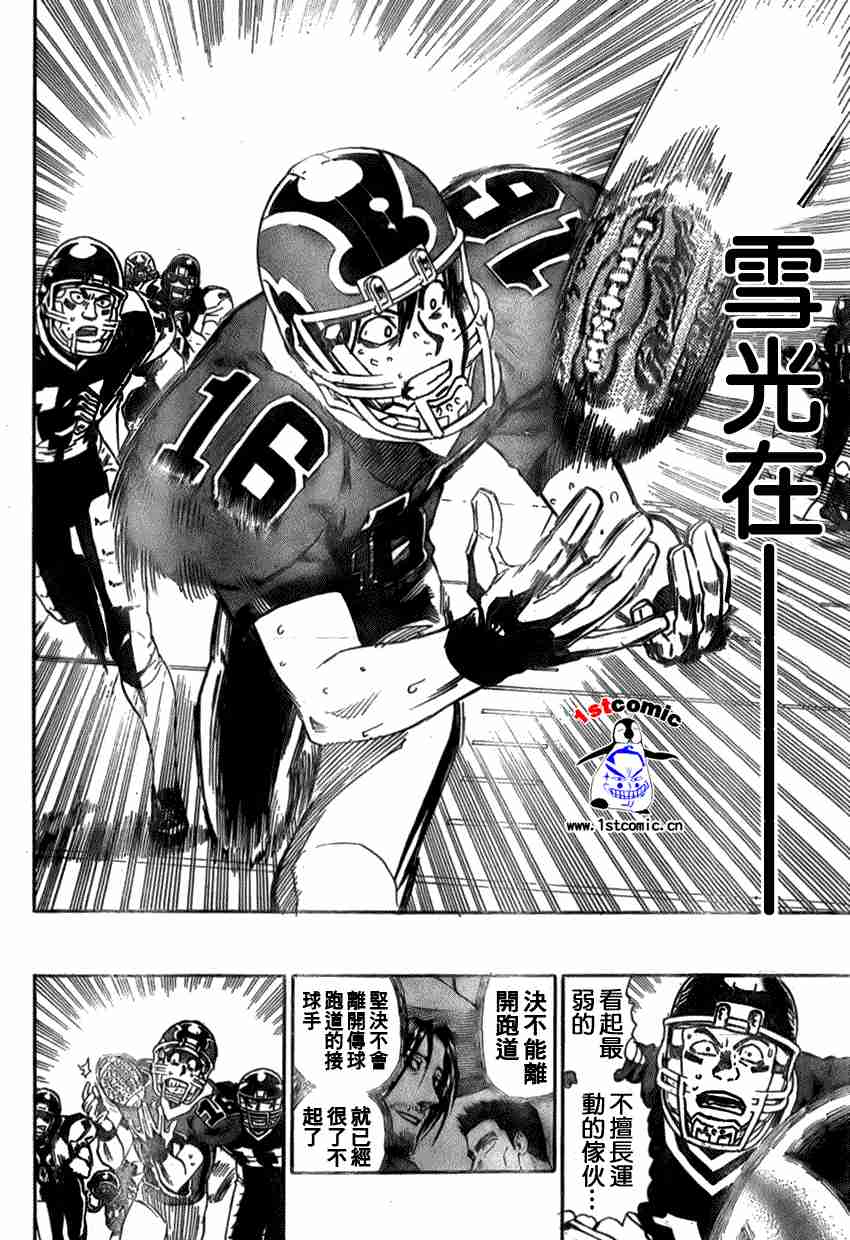 雪光在——
16
16
16
1stcomic
www.1stcomic.cn
看起最
弱的
不擅長運
動的傢伙…
決不能離
開跑道
堅決不會
離開傳球
跑道的接
球手
就已經
很了不
起了
16